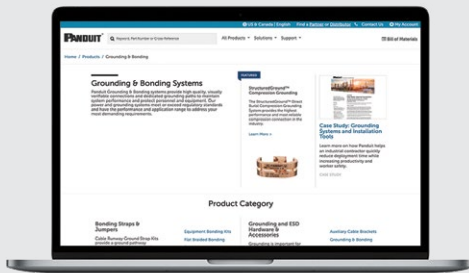 US & Canada | English Find a Partner or Distributor Contact Us My Account
PANDUIT
Keyword, Part Number or Cross Reference
All Products Solutions Support
Bill of Materials
Home / Products / Grounding & Bonding
Grounding & Bonding Systems
Panduit Grounding & Bonding systems provide high quality, visually
verifiable connections and dedicated grounding paths to maintain
system performance and protect personnel and equipment. Our
power and grounding systems meet or exceed regulatory standards
and have the performance and application range to address your
most demanding requirements.
FEATURED
StructuredGround™
Compression Grounding
The StructuredGround™ Direct
Burial Compression Grounding
System provides the highest
performance and most reliable
compression connection in the
industry.
Learn More >
Case Study: Grounding
Systems and Installation
Tools
Learn more on how Panduit helps
an industrial contractor quickly
reduce deployment time while
increasing productivity and
worker safety.
CASE STUDY
Product Category
Bonding Straps &
Jumpers
Cable Runway Ground Strap Kits
provide a ground pathway
Equipment Bonding Kits
Flat Braided Bonding
Grounding and ESD
Hardware &
Accessories
Grounding is important for
Auxiliary Cable Brackets
Grounding & Bonding